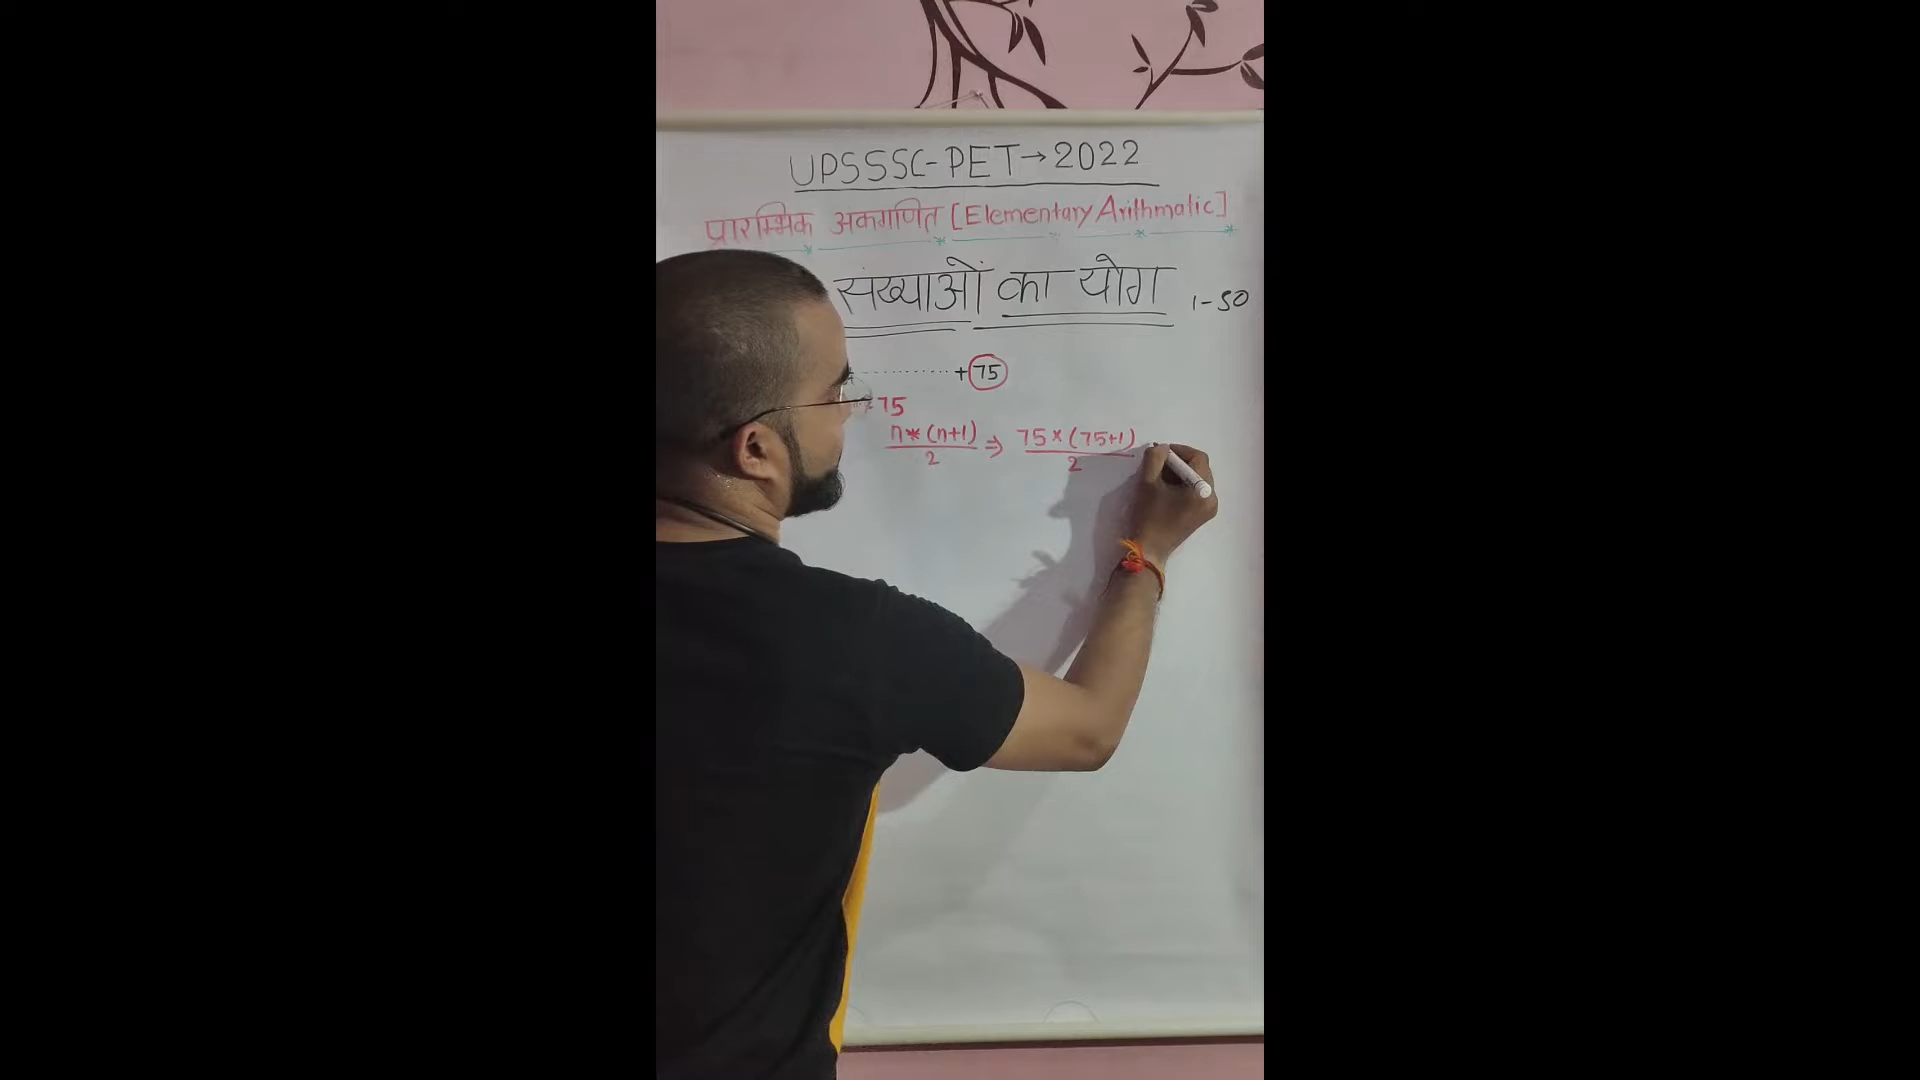 UPSSSC-PET→2022
प्रारम्भिक अंकगणित [Elementary Arithmatic]
संख्याओं का योग 1-50
..........+75
=75
n*(n+1)/2 ⇒ 75×(75+1)/2